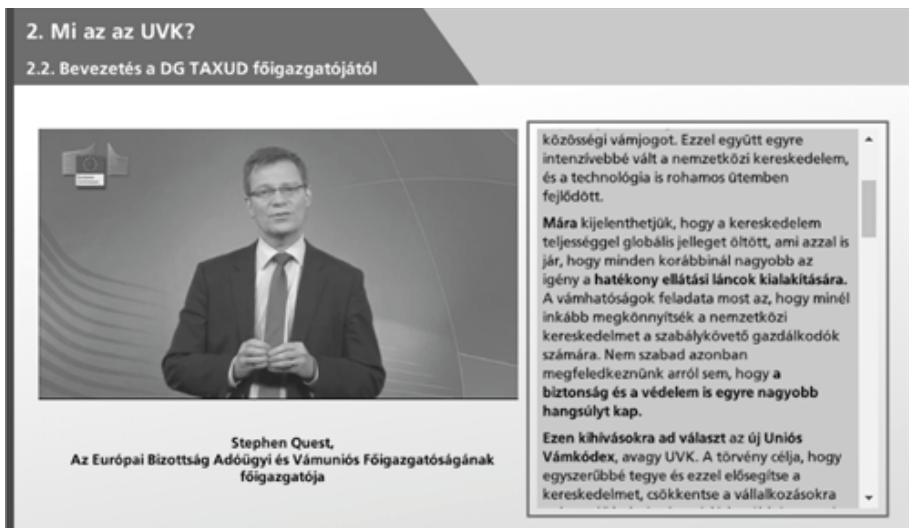 2. Mi az az UVK?
2.2. Bevezetés a DG TAXUD főigazgatójától
Stephen Quest,
Az Európai Bizottság Adóügyi és Vámuniós Főigazgatóságának
főigazgatója
közösségi vámjogot. Ezzel együtt egyre
intenzívebbé vált a nemzetközi kereskedelem,
és a technológia is rohamos ütemben
fejlődött.
Mára kijelenthetjük, hogy a kereskedelem
teljességgel globális jelleget öltött, ami azzal is
jár, hogy minden korábbinál nagyobb az
igény a hatékony ellátási láncok kialakítására.
A vámhatóságok feladata most az, hogy minél
inkább megkönnyítsék a nemzetközi
kereskedelmet a szabálykövető gazdálkodók
számára. Nem szabad azonban
megfeledkeznünk arról sem, hogy a
biztonság és a védelem is egyre nagyobb
hangsúlyt kap.
Ezen kihívásokra ad választ az új Uniós
Vámkódex, avagy UVK. A törvény célja, hogy
egyszerűbbé tegye és ezzel elősegítse a
kereskedelmet, csökkentse a vállalkozásokra